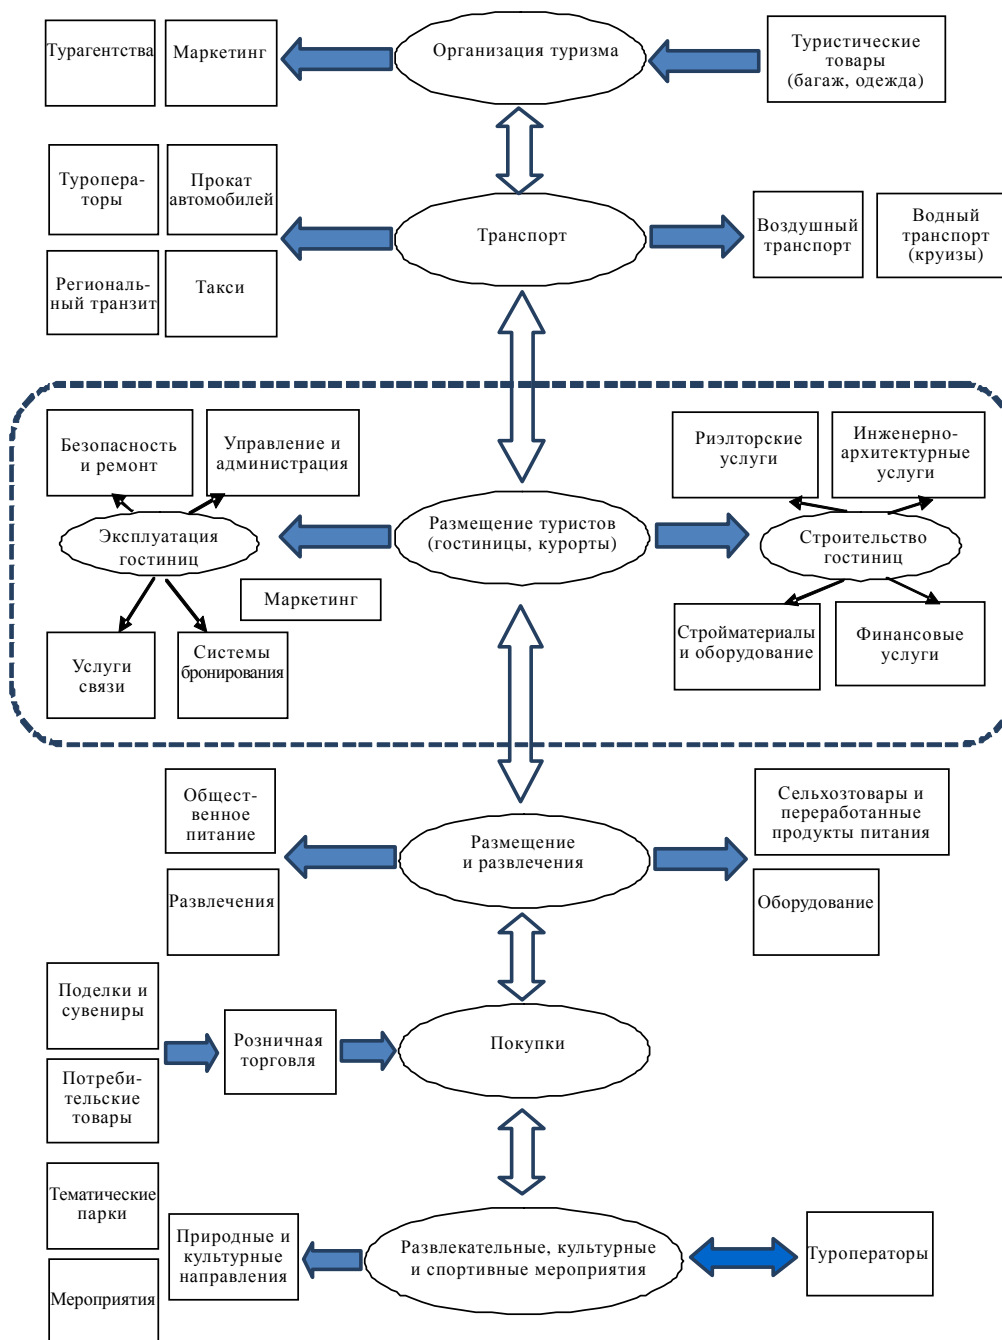 Турагентства
Маркетинг
Организация туризма
Туристические
товары
(багаж, одежда)
Туропера-
торы
Прокат
автомобилей
Транспорт
Воздушный
транспорт
Водный
транспорт
(круизы)
Региональ-
ный транзит
Такси
Безопасность
и ремонт
Управление и
администрация
Риэлторские
услуги
Инженерно-
архитектурные
услуги
Эксплуатация
гостиниц
Размещение туристов
(гостиницы, курорты)
Строительство
гостиниц
Маркетинг
Услуги
связи
Системы
бронирования
Стройматериалы
и оборудование
Финансовые
услуги
Общест-
венное
питание
Размещение
и развлечения
Сельхозтовары и
переработанные
продукты питания
Развлечения
Оборудование
Поделки и
сувениры
Розничная
торговля
Покупки
Потреби-
тельские
товары
Тематические
парки
Природные и
культурные
направления
Развлекательные, культурные
и спортивные мероприятия
Туроператоры
Мероприятия